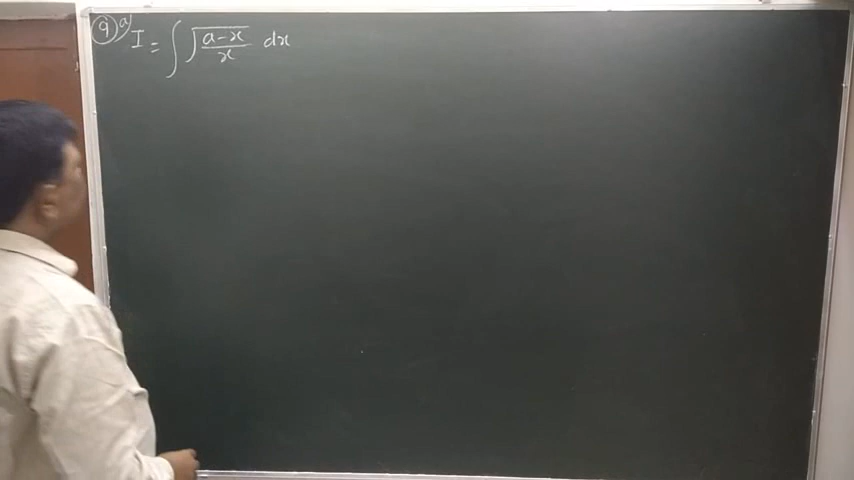 9 a) I = ∫ √((a-x)/x) dx